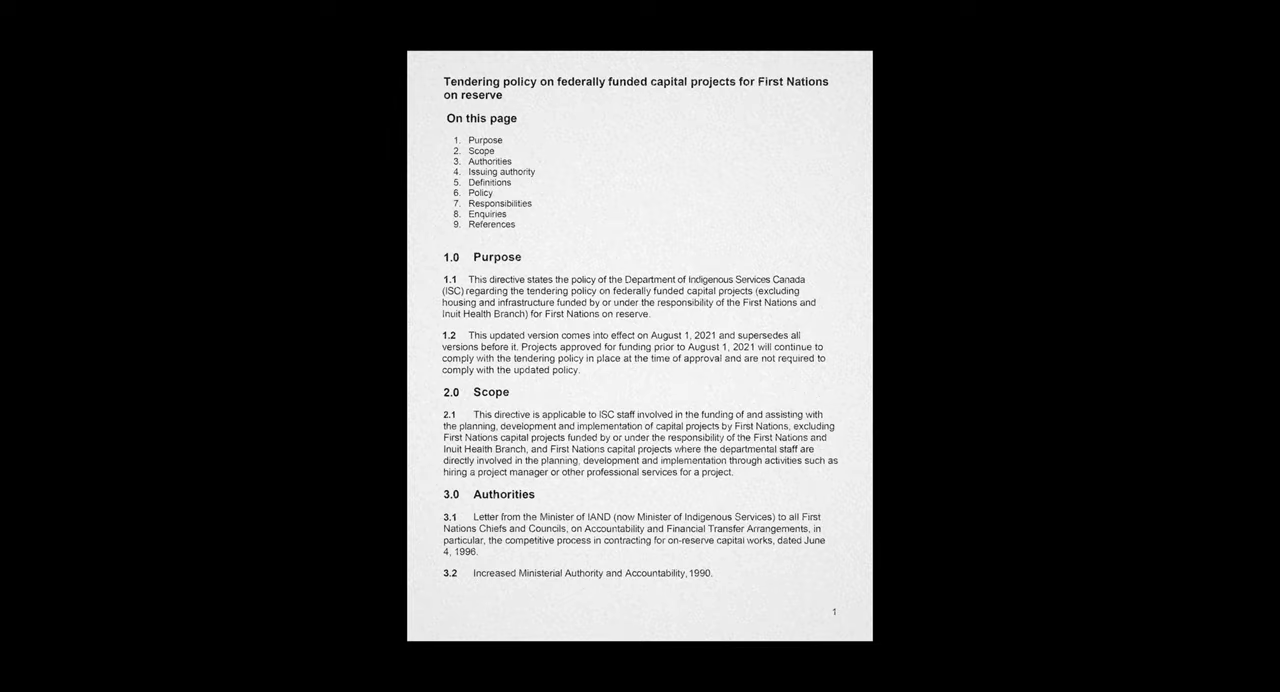 Tendering policy on federally funded capital projects for First Nations
on reserve
On this page
1. Purpose
2. Scope
3. Authorities
4. Issuing authority
5. Definitions
6. Policy
7. Responsibilities
8. Enquiries
9. References
1.0 Purpose
1.1 This directive states the policy of the Department of Indigenous Services Canada
(ISC) regarding the tendering policy on federally funded capital projects (excluding
housing and infrastructure funded by or under the responsibility of the First Nations and
Inuit Health Branch) for First Nations on reserve.
1.2 This updated version comes into effect on August 1, 2021 and supersedes all
versions before it. Projects approved for funding prior to August 1, 2021 will continue to
comply with the tendering policy in place at the time of approval and are not required to
comply with the updated policy.
2.0 Scope
2.1 This directive is applicable to ISC staff involved in the funding of and assisting with
the planning, development and implementation of capital projects by First Nations, excluding
First Nations capital projects funded by or under the responsibility of the First Nations and
Inuit Health Branch, and First Nations capital projects where the departmental staff are
directly involved in the planning, development and implementation through activities such as
hiring a project manager or other professional services for a project.
3.0 Authorities
3.1 Letter from the Minister of IAND (now Minister of Indigenous Services) to all First
Nations Chiefs and Councils, on Accountability and Financial Transfer Arrangements, in
particular, the competitive process in contracting for on-reserve capital works, dated June
4, 1996.
3.2 Increased Ministerial Authority and Accountability, 1990.
1